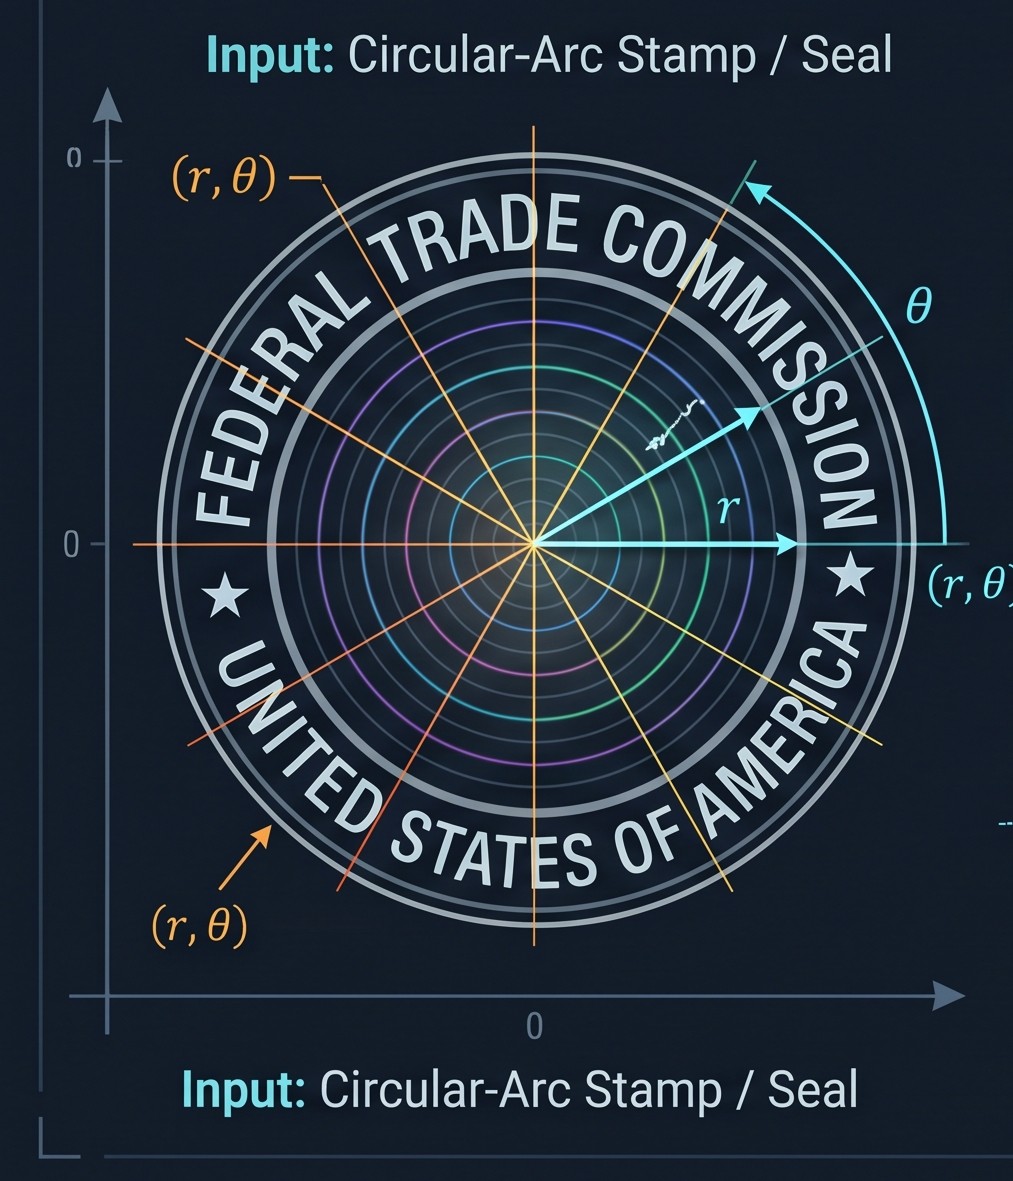 Input: Circular-Arc Stamp / Seal
0
(r, θ)
FEDERAL TRADE COMMISSION
θ
r
0
(r, θ)
★ UNITED STATES OF AMERICA ★
(r, θ)
0
Input: Circular-Arc Stamp / Seal